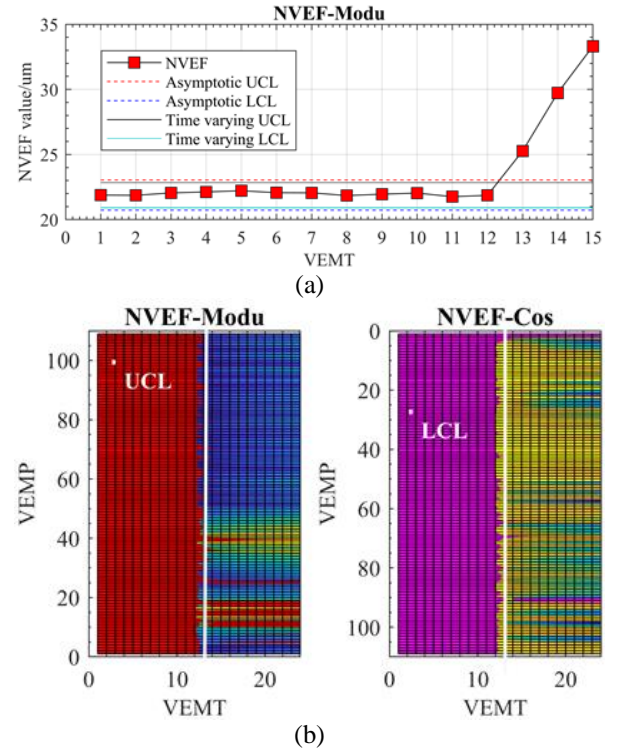 NVEF-Modu
35
30
25
20
NVEF value/um
NVEF
Asymptotic UCL
Asymptotic LCL
Time varying UCL
Time varying LCL
0 1 2 3 4 5 6 7 8 9 10 11 12 13 14 15
VEMT
(a)
NVEF-Modu
100
80
60
40
20
0
VEMP
UCL
0 10 20
VEMT
NVEF-Cos
0
20
40
60
80
100
VEMP
LCL
0 10 20
VEMT
(b)